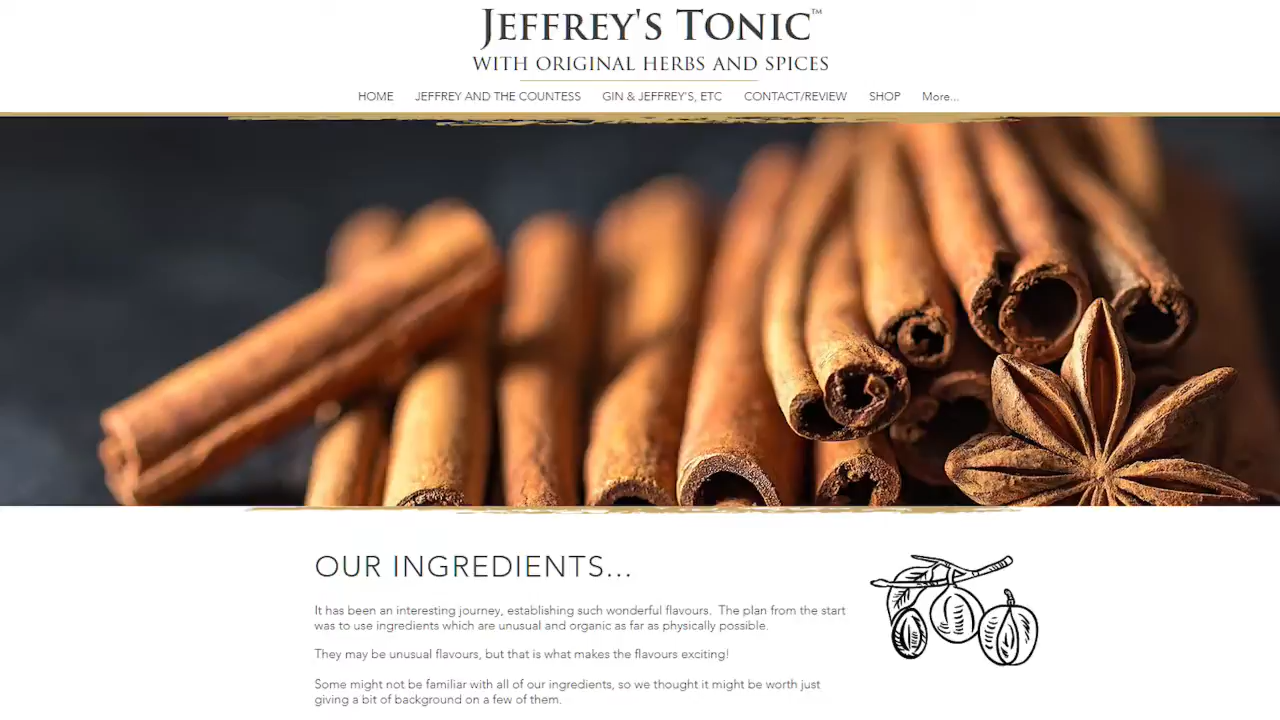 JEFFREY'S TONIC™
WITH ORIGINAL HERBS AND SPICES
HOME JEFFREY AND THE COUNTESS GIN & JEFFREY'S, ETC CONTACT/REVIEW SHOP More...
OUR INGREDIENTS...
It has been an interesting journey, establishing such wonderful flavours. The plan from the start
was to use ingredients which are unusual and organic as far as physically possible.
They may be unusual flavours, but that is what makes the flavours exciting!
Some might not be familiar with all of our ingredients, so we thought it might be worth just
giving a bit of background on a few of them.